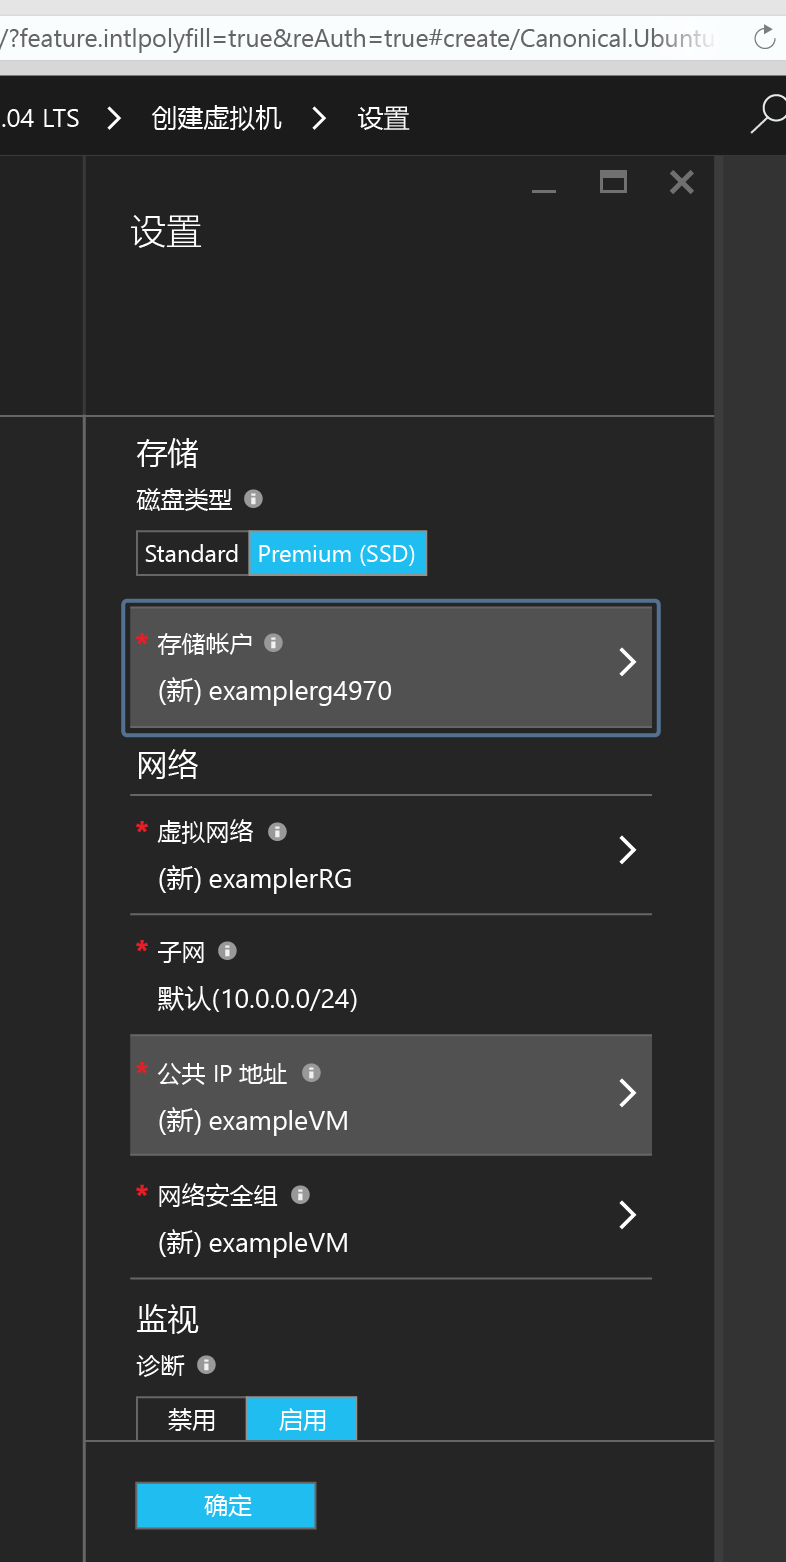 /?feature.intlpolyfill=true&reAuth=true#create/Canonical.Ubuntu
.04 LTS > 创建虚拟机 > 设置
设置
存储
磁盘类型
Standard Premium (SSD)
* 存储帐户
(新) examplerg4970
网络
* 虚拟网络
(新) examplerRG
* 子网
默认(10.0.0.0/24)
* 公共 IP 地址
(新) exampleVM
* 网络安全组
(新) exampleVM
监视
诊断
禁用 启用
确定